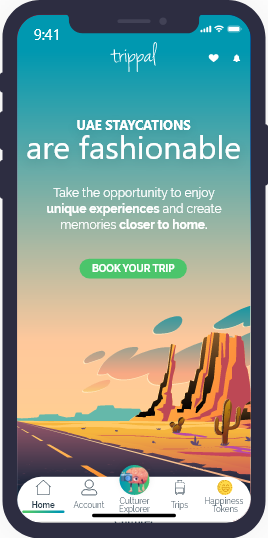 9:41
trippal
UAE STAYCATIONS
are fashionable
Take the opportunity to enjoy
unique experiences and create
memories closer to home.
BOOK YOUR TRIP
Home
Account
Culturer
Explorer
Trips
Happiness
Tokens